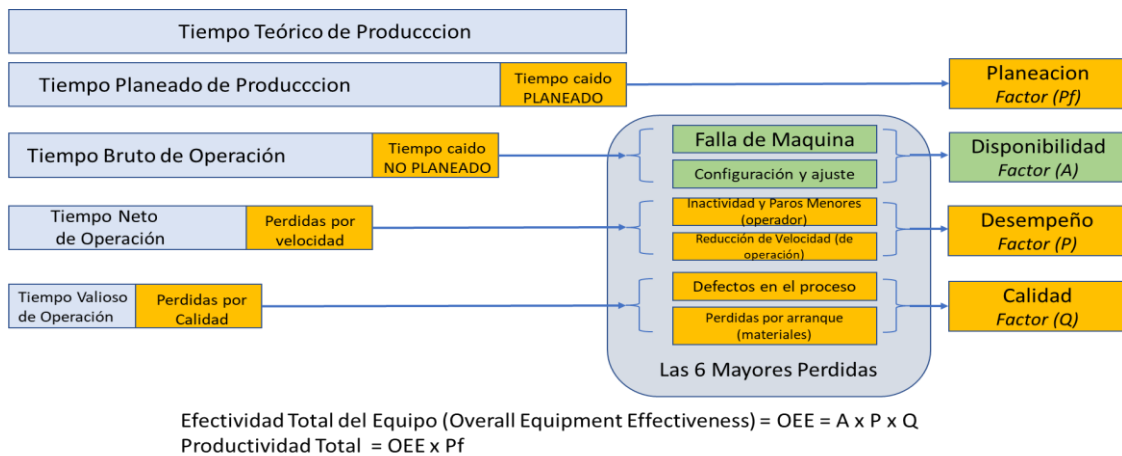 Tiempo Teórico de Producccion
Tiempo Planeado de Producccion
Tiempo caido
PLANEADO
Planeacion
Factor (Pf)
Tiempo Bruto de Operación
Tiempo caido
NO PLANEADO
Falla de Maquina
Configuración y ajuste
Disponibilidad
Factor (A)
Tiempo Neto
de Operación
Perdidas por
velocidad
Inactividad y Paros Menores
(operador)
Reducción de Velocidad (de
operación)
Desempeño
Factor (P)
Tiempo Valioso
de Operación
Perdidas por
Calidad
Defectos en el proceso
Perdidas por arranque
(materiales)
Calidad
Factor (Q)
Las 6 Mayores Perdidas
Efectividad Total del Equipo (Overall Equipment Effectiveness) = OEE = A x P x Q
Productividad Total = OEE x Pf